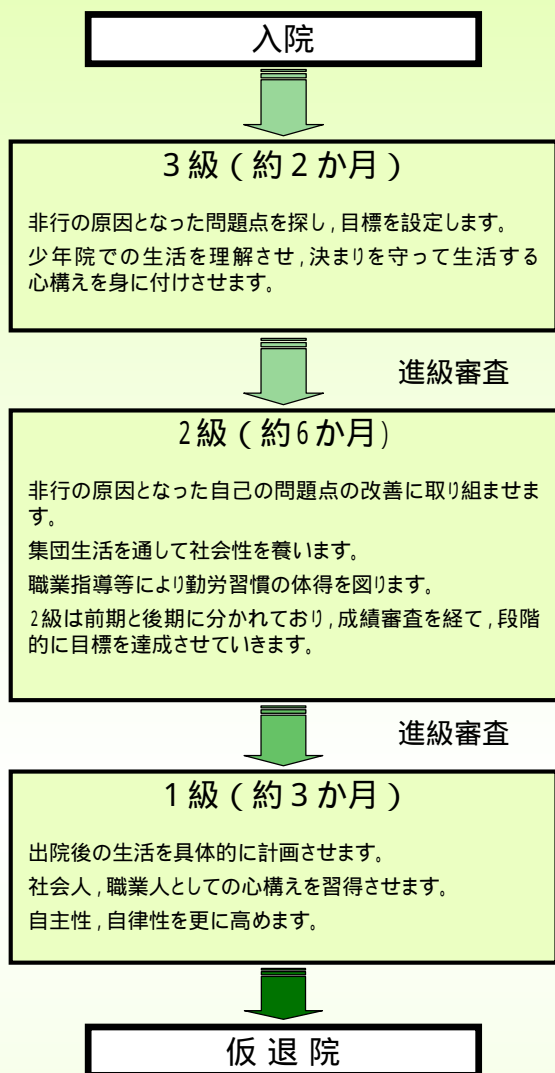 入院
3級(約2か月)
非行の原因となった問題点を探し,目標を設定します。
少年院での生活を理解させ,決まりを守って生活する
心構えを身に付けさせます。
進級審査
2級(約6か月)
非行の原因となった自己の問題点の改善に取り組ませま
す。
集団生活を通して社会性を養います。
職業指導等により勤労習慣の体得を図ります。
2級は前期と後期に分かれており,成績審査を経て,段階
的に目標を達成させていきます。
進級審査
1級(約3か月)
出院後の生活を具体的に計画させます。
社会人,職業人としての心構えを習得させます。
自主性,自律性を更に高めます。
仮退院